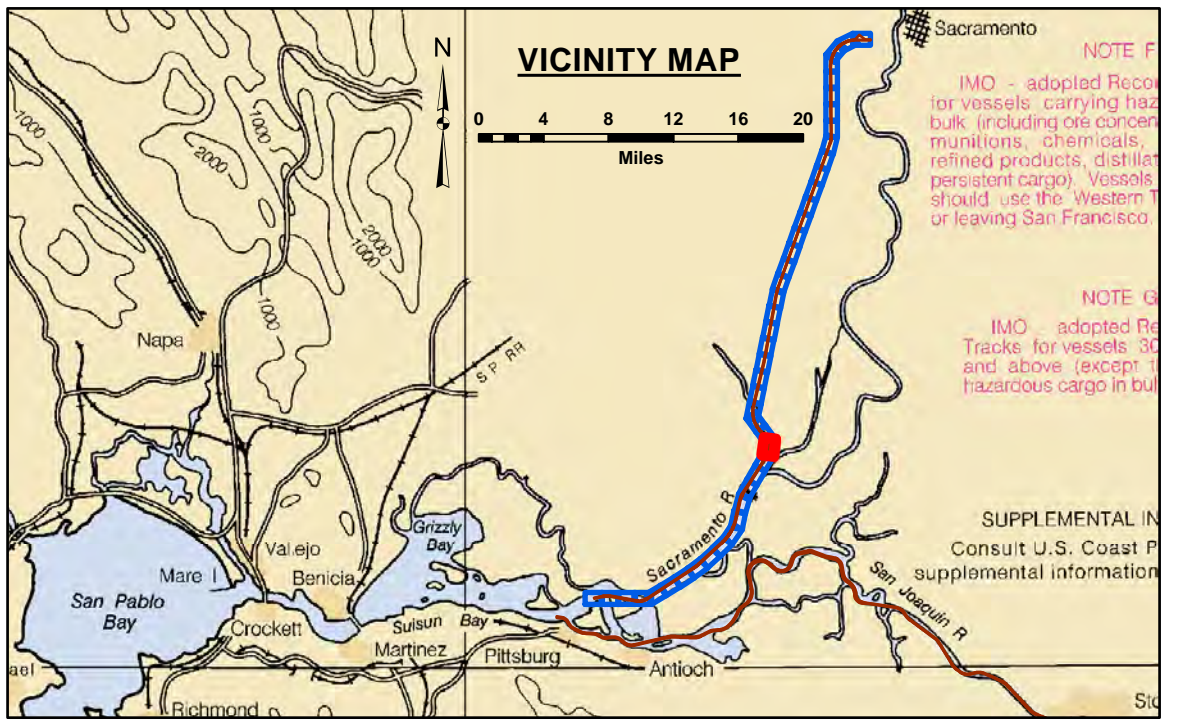 VICINITY MAP
N
0 4 8 12 16 20
Miles
Sacramento
NOTE F
IMO - adopted Recor
for vessels carrying haz
bulk (including ore concen
munitions, chemicals,
refined products, distillat
persistent cargo). Vessels
should use the Western T
or leaving San Francisco.
NOTE G
IMO adopted Re
Tracks for vessels 30
and above (except t
hazardous cargo in bul
SUPPLEMENTAL IN
Consult U.S. Coast P
supplemental information
1000
2000
1000
2000
1000
1000
Napa
S P RR
Grizzly
Bay
Sacramento R
Vallejo
Mare I
Benicia
San Pablo
Bay
Crockett
Suisun Bay
Martinez
Pittsburg
Antioch
San Joaquin R
ael
Richmond
Sto